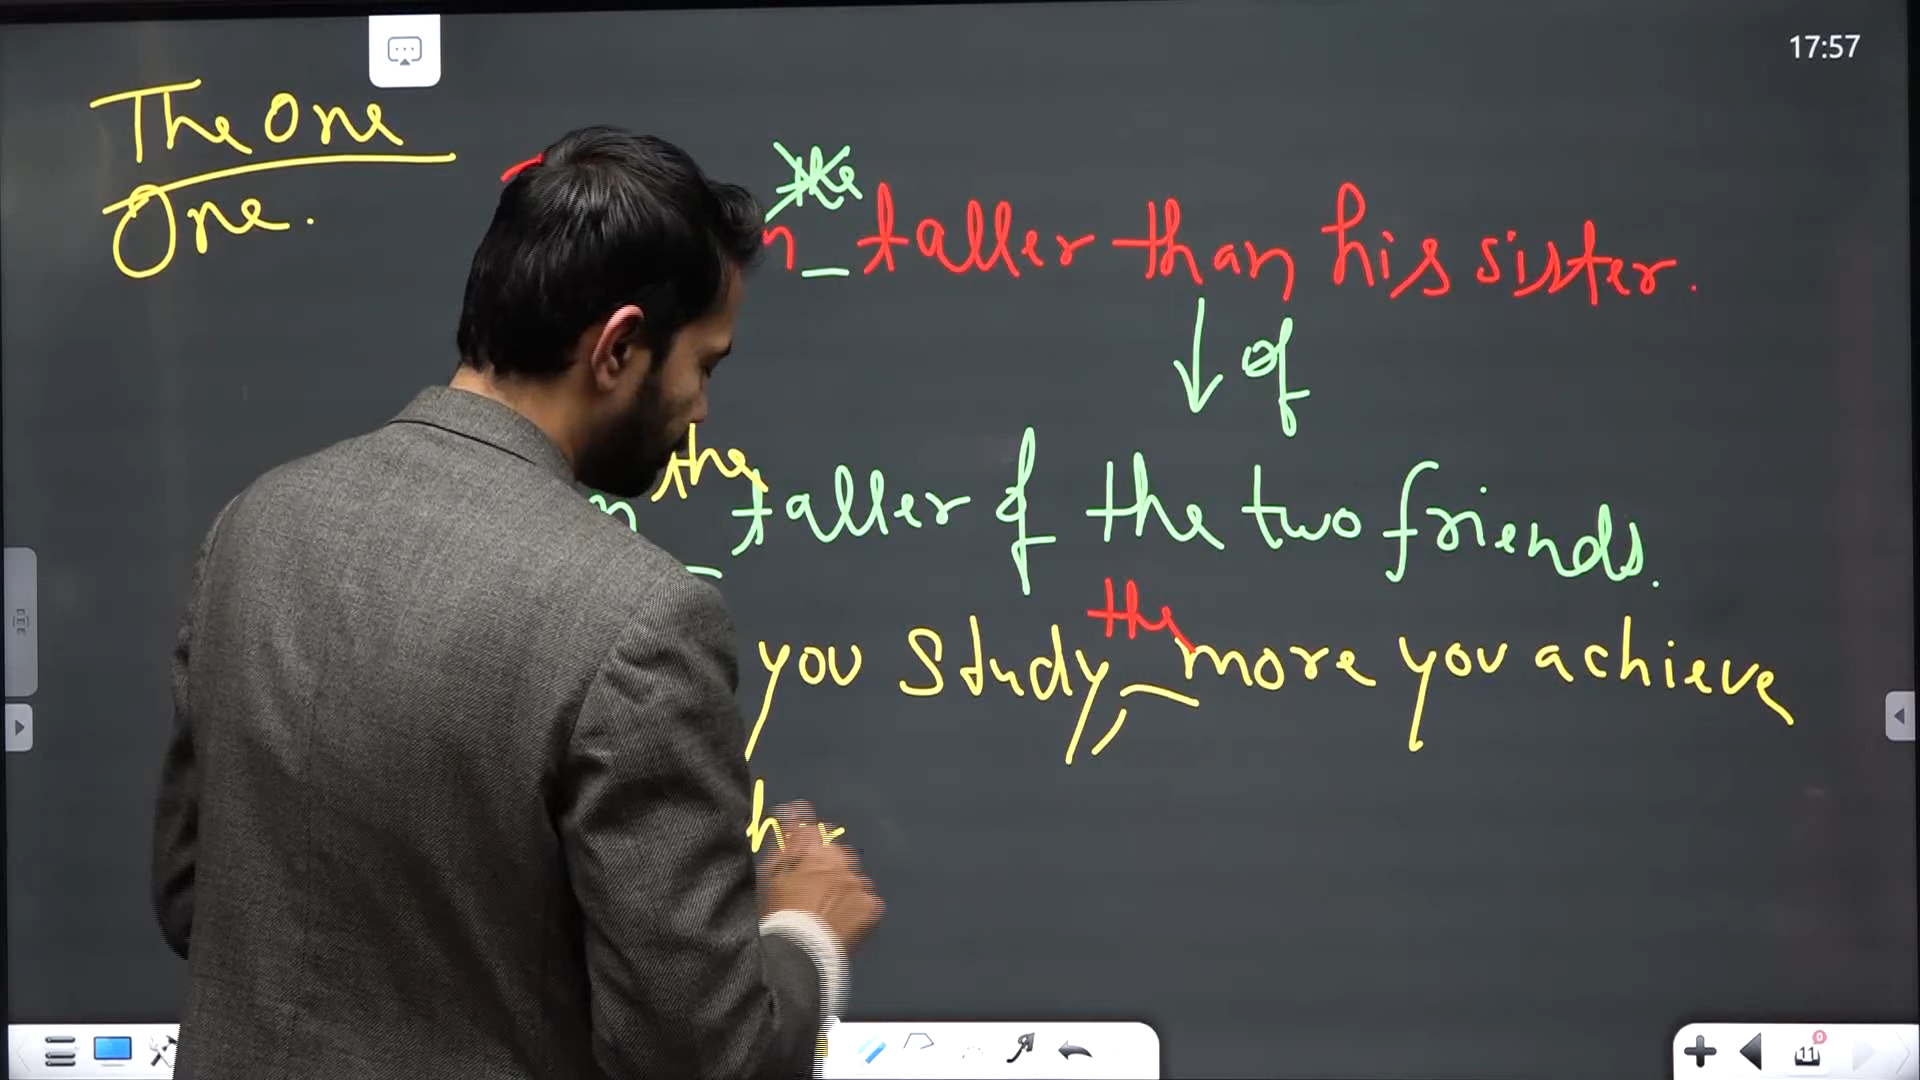 17:57
The One
One.
the
taller than his sister.
of
the
taller of the two friends.
the
you study, more you achieve
11